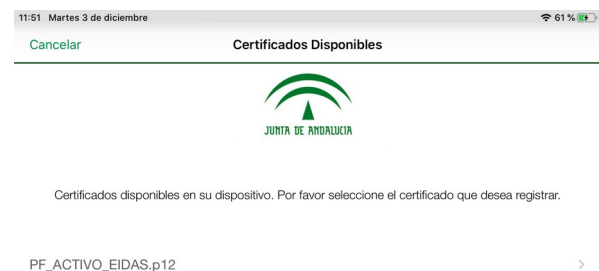 11:51 Martes 3 de diciembre 61 %
Cancelar Certificados Disponibles
JUNTA DE ANDALUCIA
Certificados disponibles en su dispositivo. Por favor seleccione el certificado que desea registrar.
PF_ACTIVO_EIDAS.p12